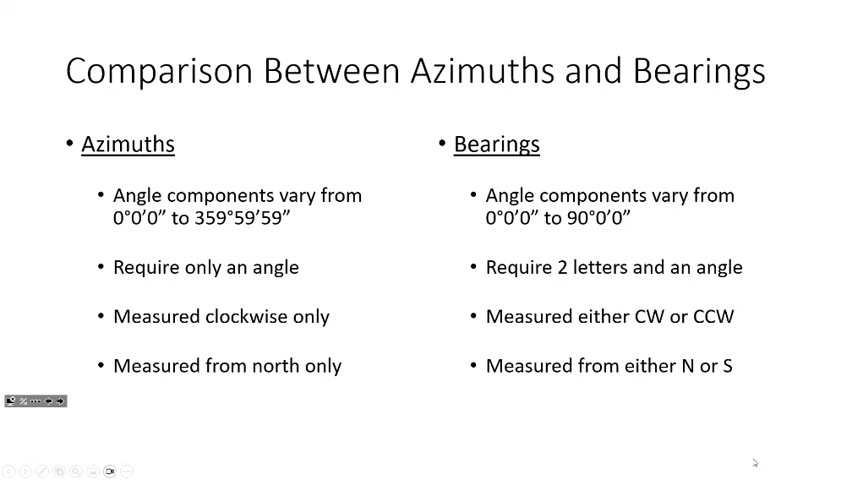 Comparison Between Azimuths and Bearings
• Azimuths
• Angle components vary from
0°0’0” to 359°59’59”
• Require only an angle
• Measured clockwise only
• Measured from north only
• Bearings
• Angle components vary from
0°0’0” to 90°0’0”
• Require 2 letters and an angle
• Measured either CW or CCW
• Measured from either N or S